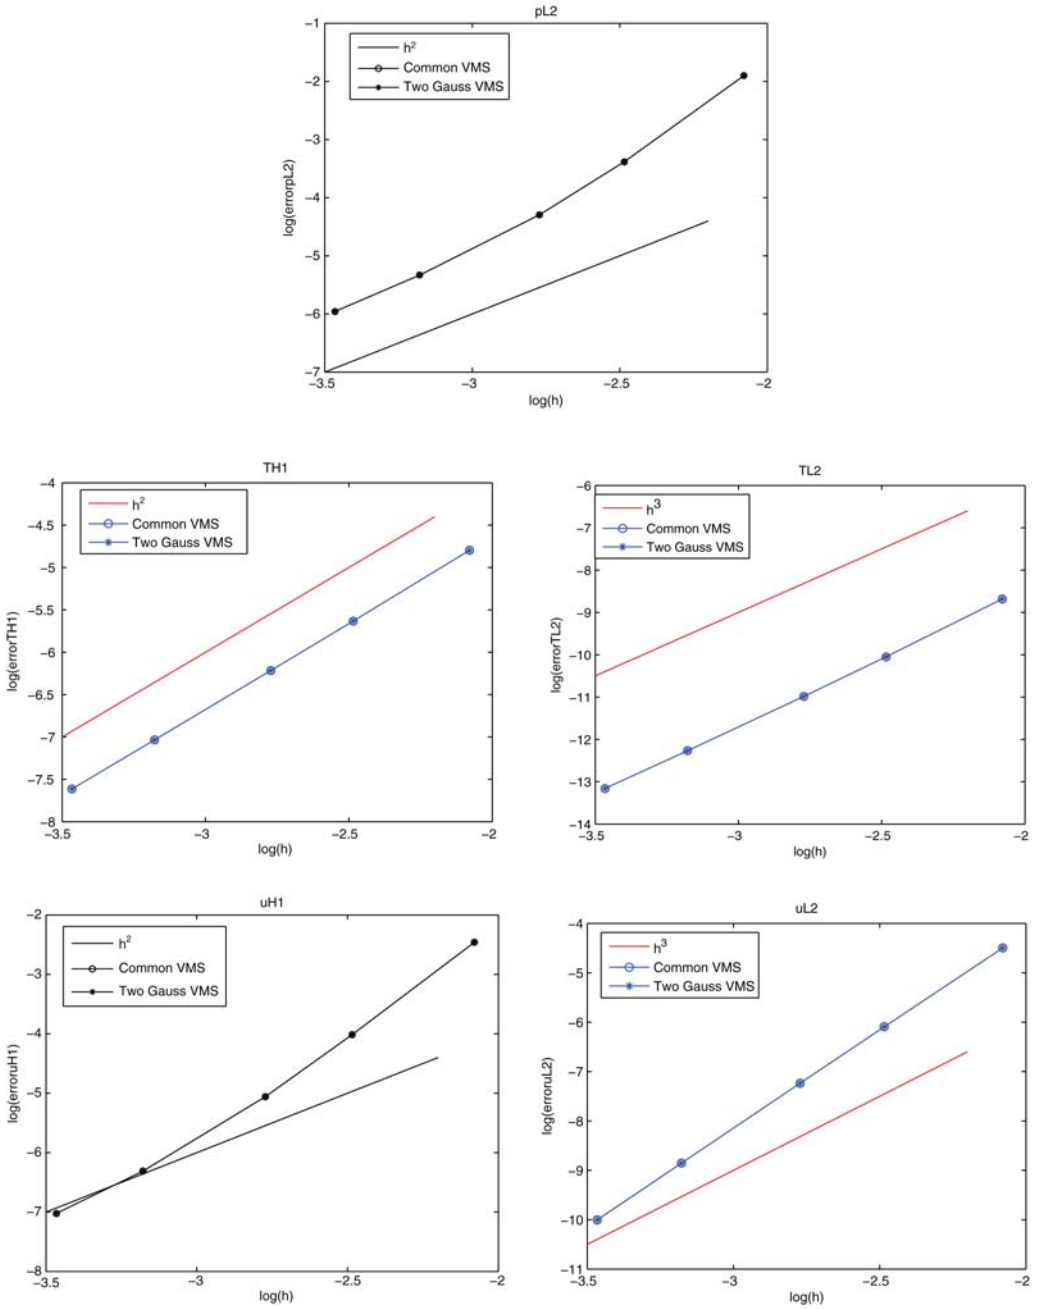 pL2
h²
Common VMS
Two Gauss VMS
−1
−2
−3
−4
−5
−6
−7
log(errorpL2)
−3.5
−3
−2.5
−2
log(h)
TH1
h²
Common VMS
Two Gauss VMS
−4
−4.5
−5
−5.5
−6
−6.5
−7
−7.5
−8
log(errorTH1)
−3.5
−3
−2.5
−2
log(h)
TL2
h³
Common VMS
Two Gauss VMS
−6
−7
−8
−9
−10
−11
−12
−13
−14
log(errorTL2)
−3.5
−3
−2.5
−2
log(h)
uH1
h²
Common VMS
Two Gauss VMS
−2
−3
−4
−5
−6
−7
−8
log(erroruH1)
−3.5
−3
−2.5
−2
log(h)
uL2
h³
Common VMS
Two Gauss VMS
−4
−5
−6
−7
−8
−9
−10
−11
log(erroruL2)
−3.5
−3
−2.5
−2
log(h)